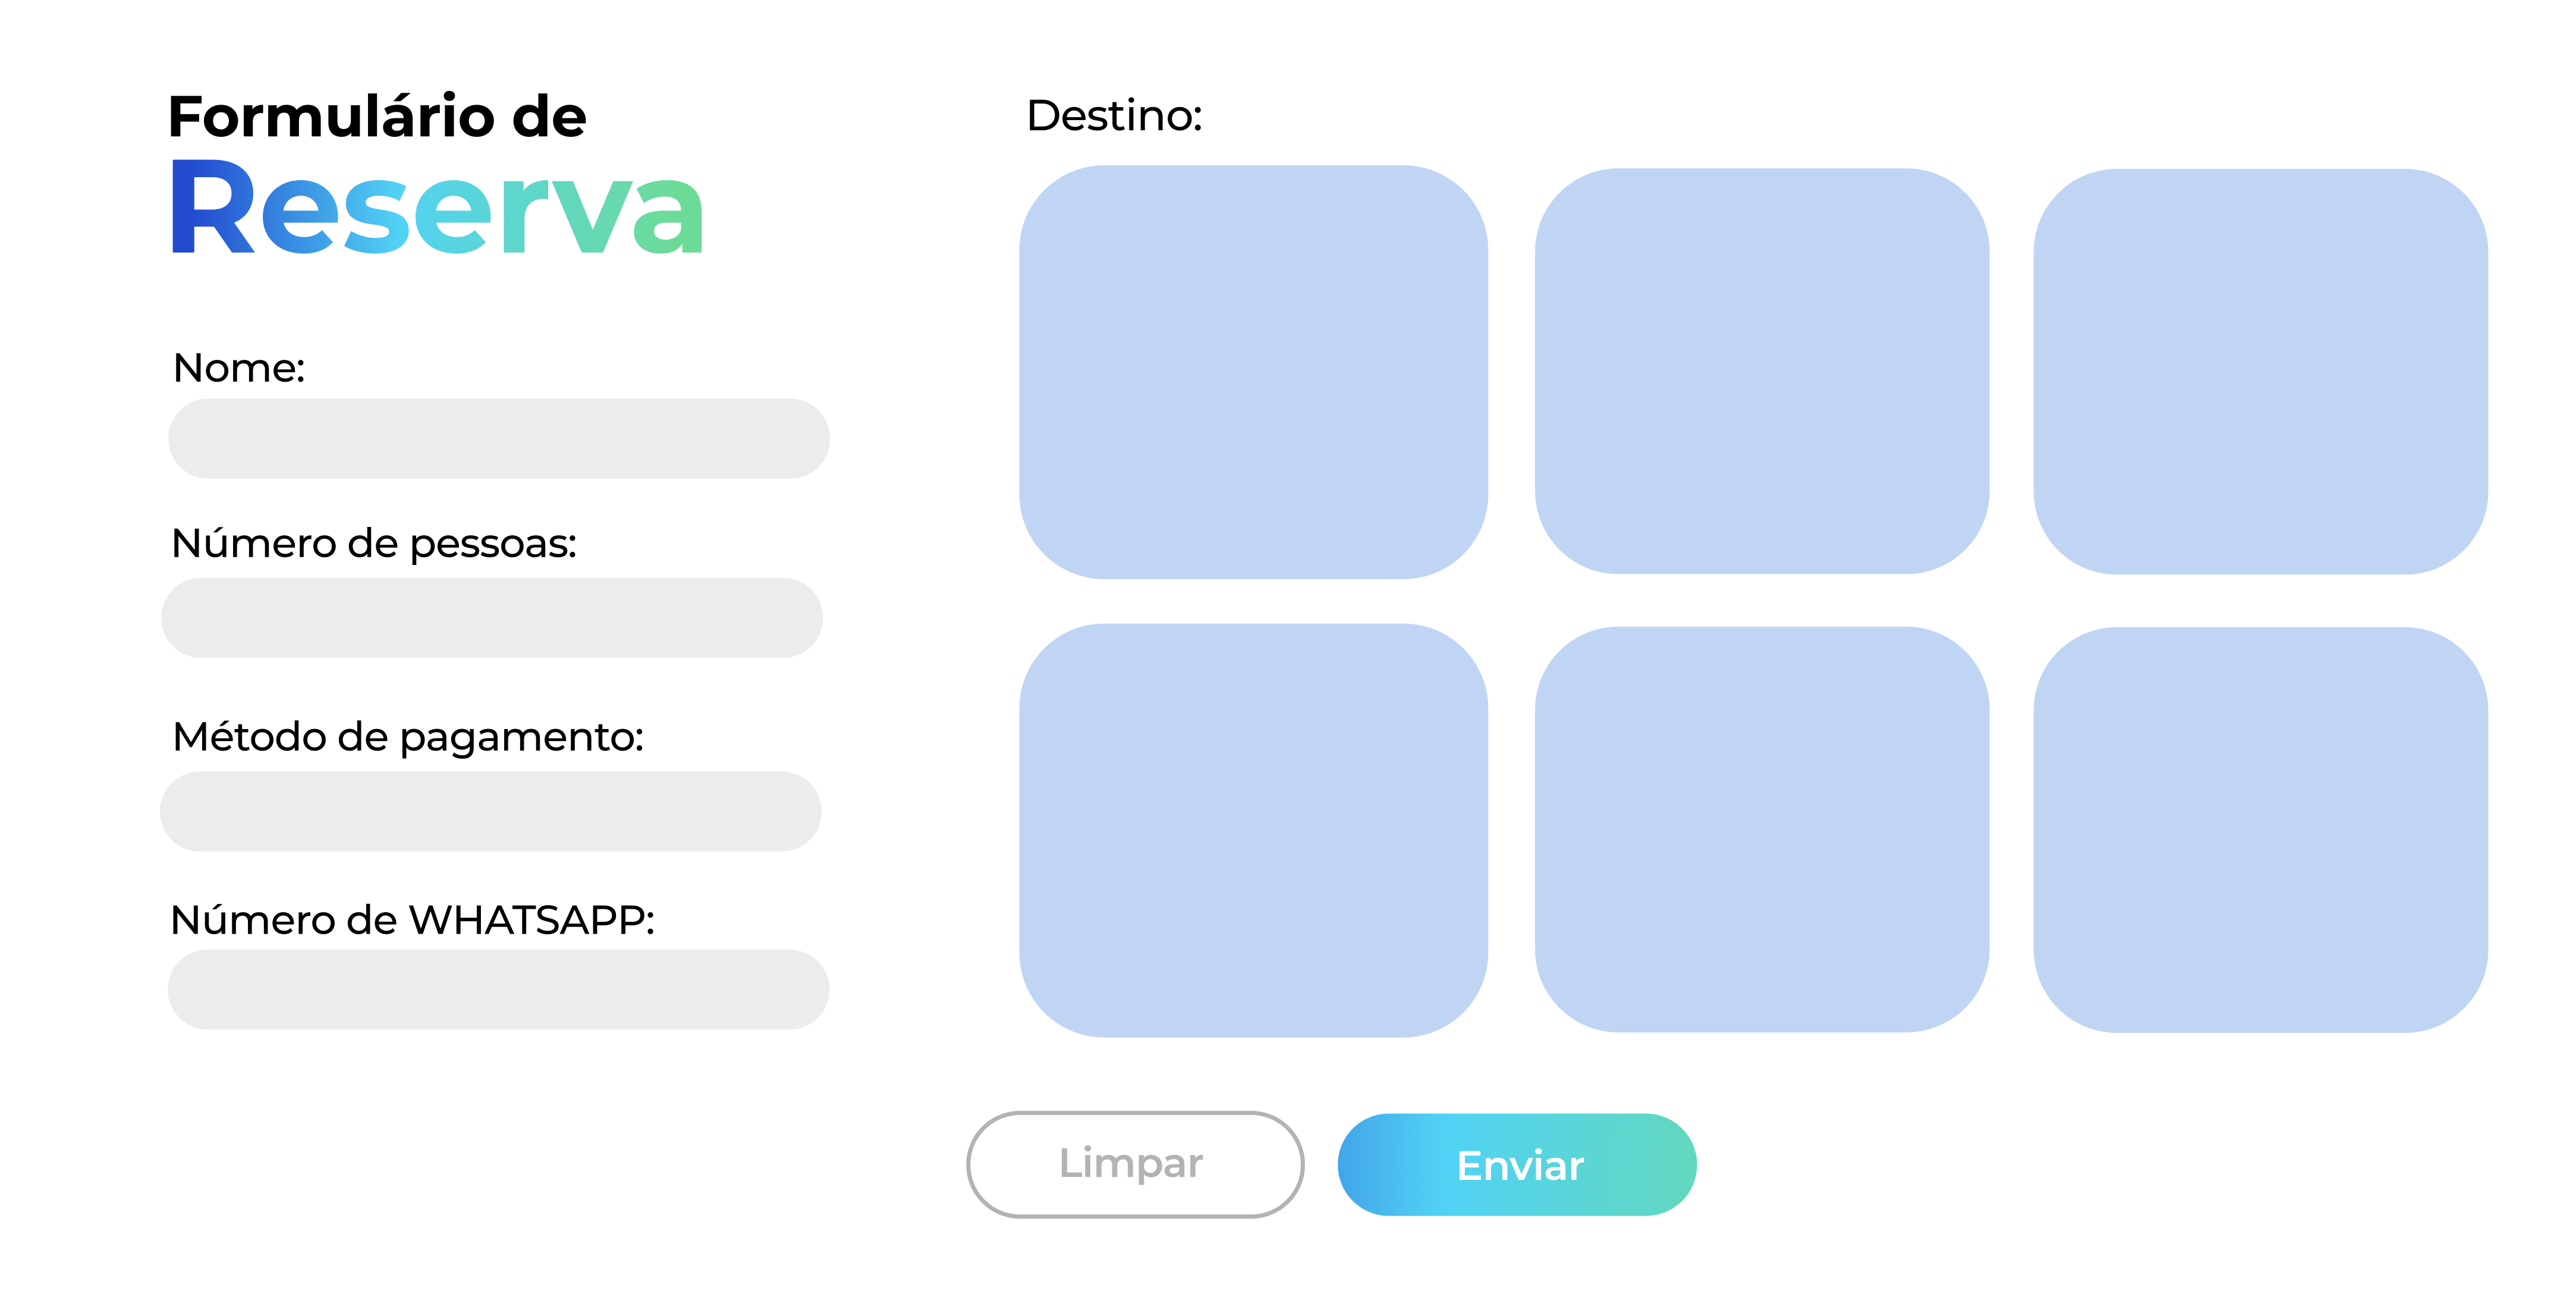 Formulário de
Reserva
Nome:
Número de pessoas:
Método de pagamento:
Número de WHATSAPP:
Destino:
Limpar
Enviar